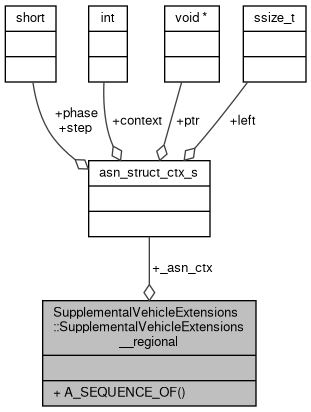 short
int
void *
ssize_t
+phase
+step
+context
+ptr
+left
asn_struct_ctx_s
+_asn_ctx
SupplementalVehicleExtensions
::SupplementalVehicleExtensions
__regional
+ A_SEQUENCE_OF()